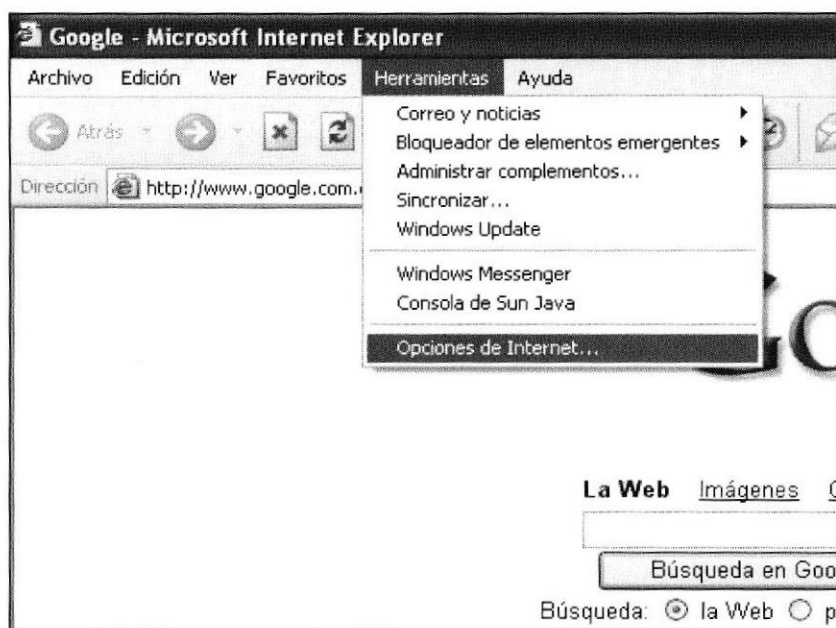 Google - Microsoft Internet Explorer
Archivo Edición Ver Favoritos Herramientas Ayuda
Atrás
Dirección http://www.google.com.
Correo y noticias
Bloqueador de elementos emergentes
Administrar complementos...
Sincronizar...
Windows Update
Windows Messenger
Consola de Sun Java
Opciones de Internet...
Go
La Web Imágenes
Búsqueda en Goo
Búsqueda: la Web p